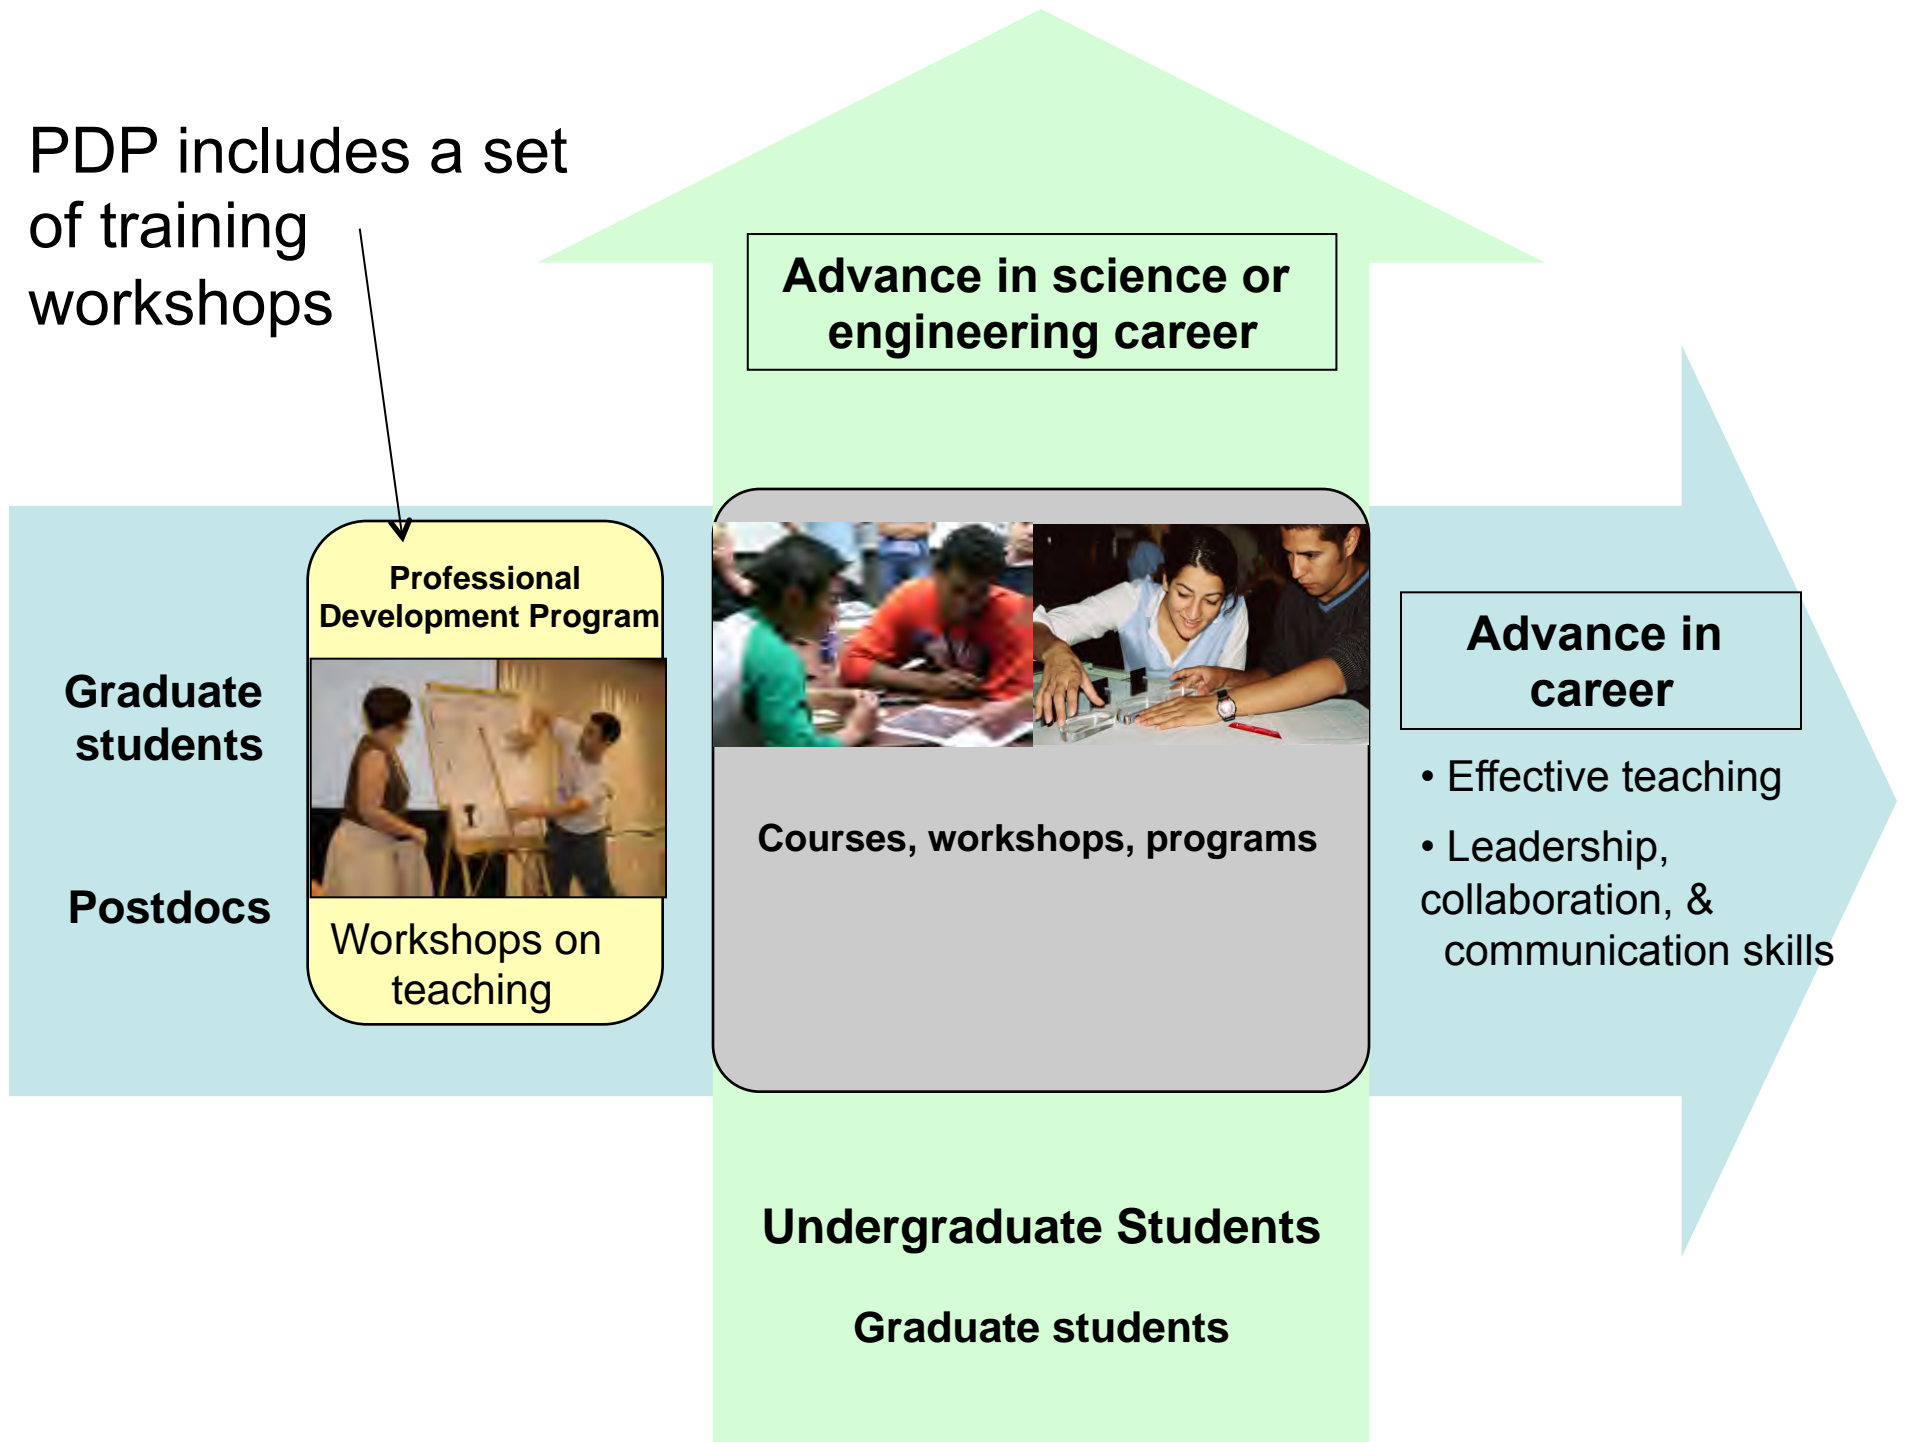 PDP includes a set
of training
workshops
Advance in science or
engineering career
Professional
Development Program
Graduate
students
Postdocs
Workshops on
teaching
Courses, workshops, programs
Advance in
career
• Effective teaching
• Leadership,
collaboration, &
communication skills
Undergraduate Students
Graduate students